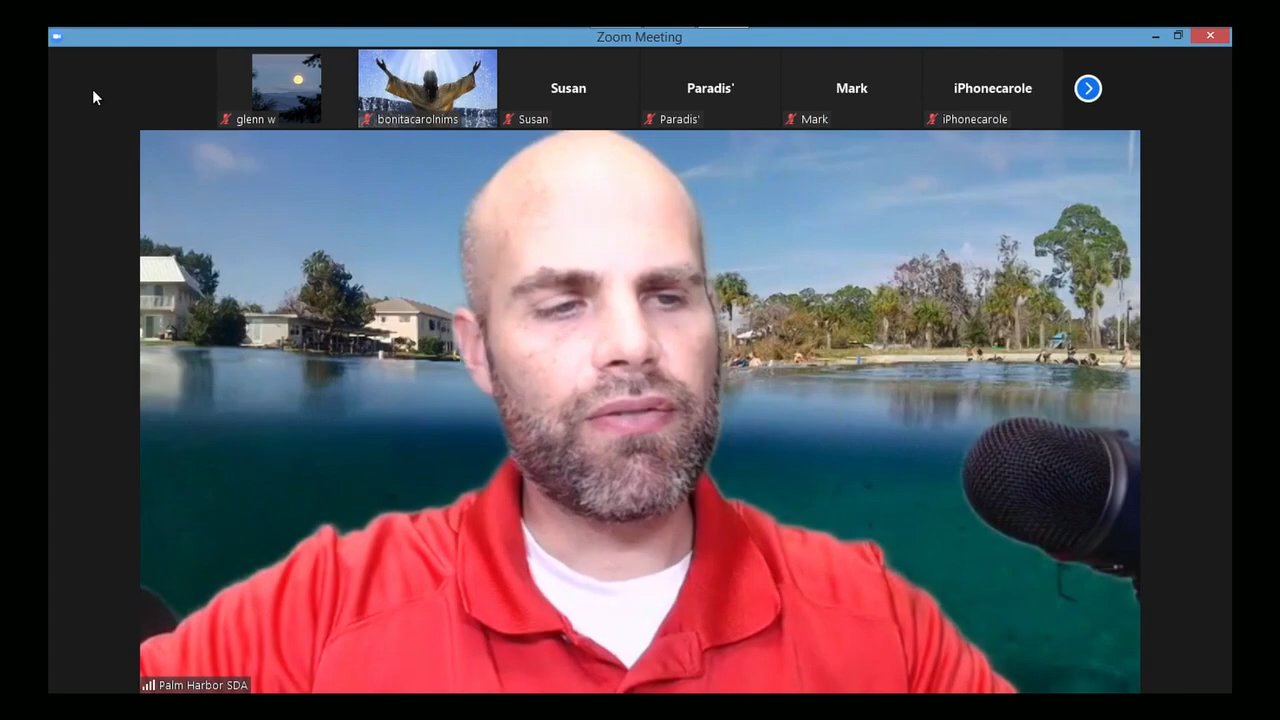 Zoom Meeting
Susan
Paradis'
Mark
iPhonecarole
glenn w
bonitacarolnims
Susan
Paradis'
Mark
iPhonecarole
Palm Harbor SDA